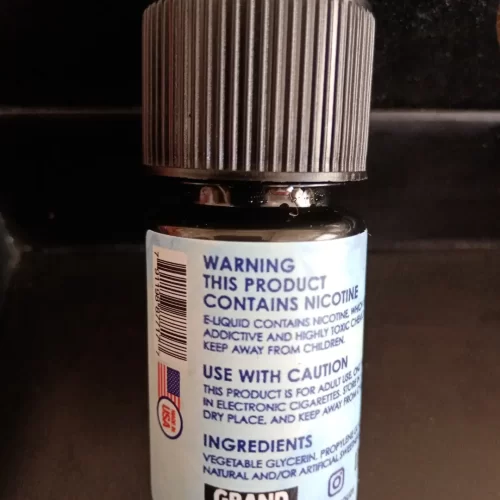 WARNING
THIS PRODUCT
CONTAINS NICOTINE
E-LIQUID CONTAINS NICOTINE, WHICH
ADDICTIVE AND HIGHLY TOXIC
KEEP AWAY FROM CHILDREN.
USE WITH CAUTION
THIS PRODUCT IS FOR ADULT USE
IN ELECTRONIC CIGARETTES.
DRY PLACE, AND KEEP AWAY FROM
INGREDIENTS
VEGETABLE GLYCERIN, PROPYLENE
NATURAL AND/OR ARTIFICIAL
GRAND